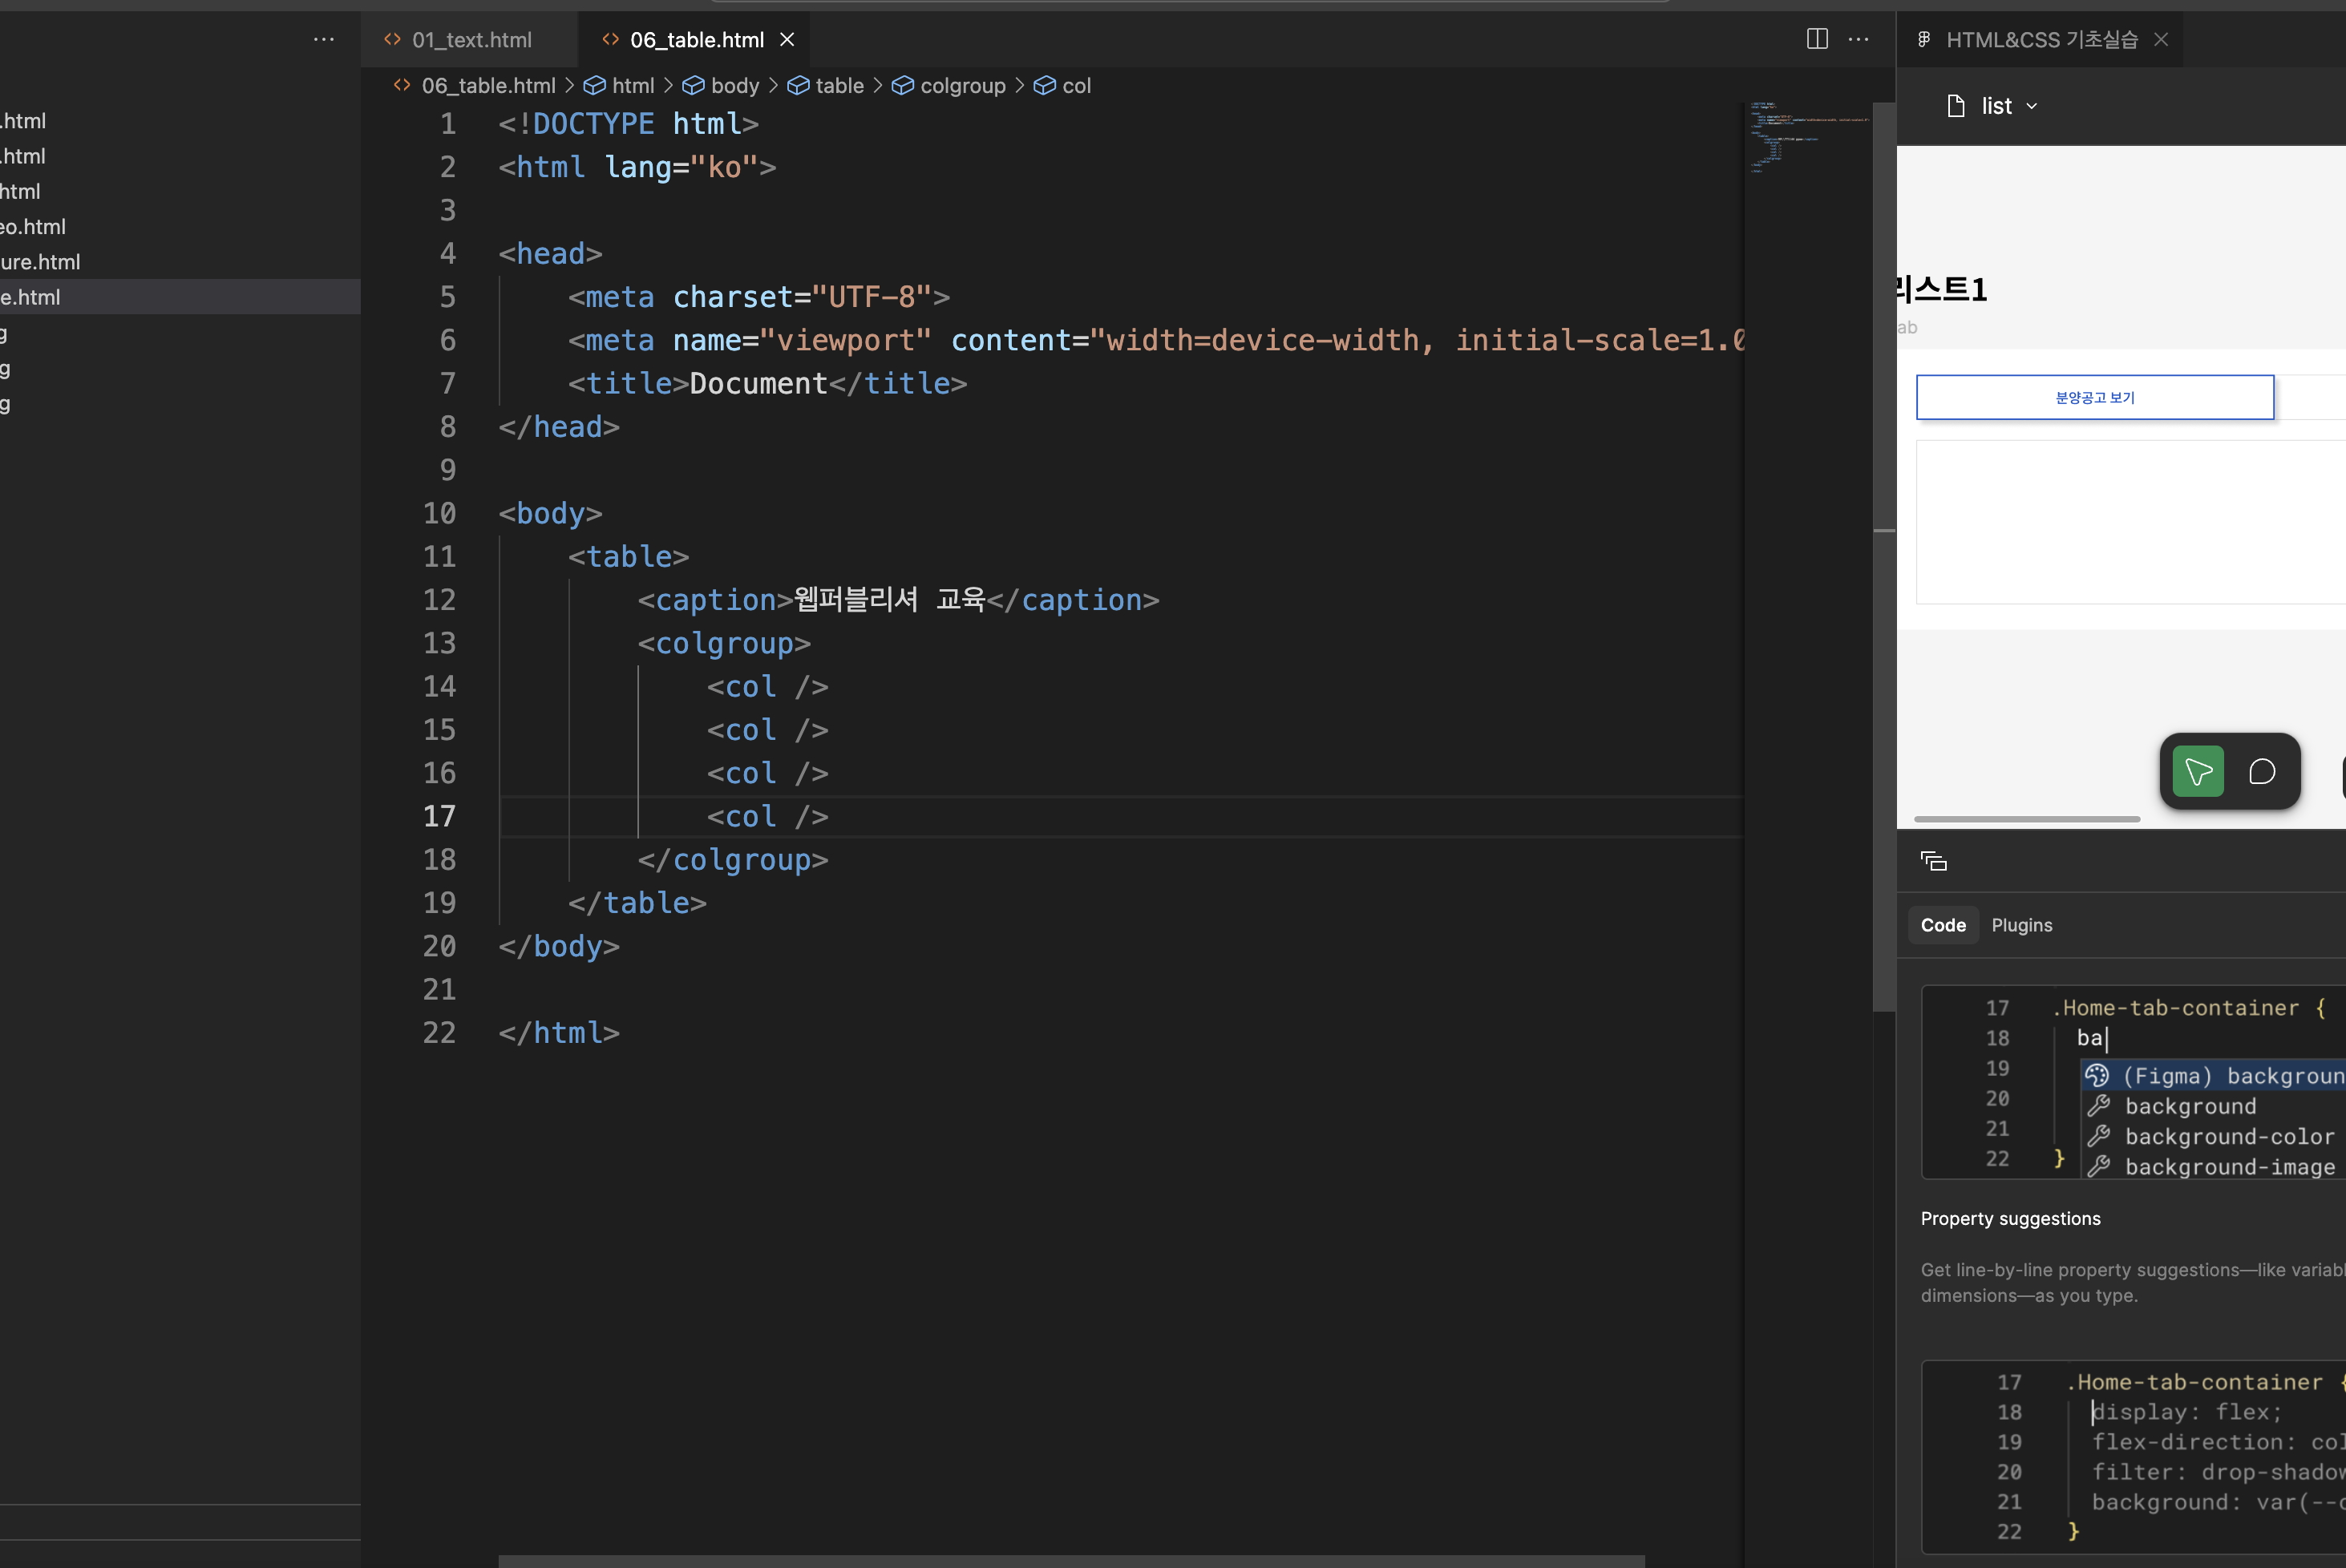 01_text.html
06_table.html
HTML&CSS 기초실습
06_table.html > html > body > table > colgroup > col
list
.html
.html
html
eo.html
ure.html
e.html
g
g
g
1 <!DOCTYPE html>
2 <html lang="ko">
3
4 <head>
5 <meta charset="UTF-8">
6 <meta name="viewport" content="width=device-width, initial-scale=1.0
7 <title>Document</title>
8 </head>
9
10 <body>
11 <table>
12 <caption>웹퍼블리셔 교육</caption>
13 <colgroup>
14 <col />
15 <col />
16 <col />
17 <col />
18 </colgroup>
19 </table>
20 </body>
21
22 </html>
리스트1
ab
분양공고 보기
Code Plugins
17 .Home-tab-container {
18 ba
19 (Figma) backgroun
20 background
21 background-color
22 } background-image
Property suggestions
Get line-by-line property suggestions—like variabl
dimensions—as you type.
17 .Home-tab-container {
18 display: flex;
19 flex-direction: col
20 filter: drop-shadow
21 background: var(--c
22 }